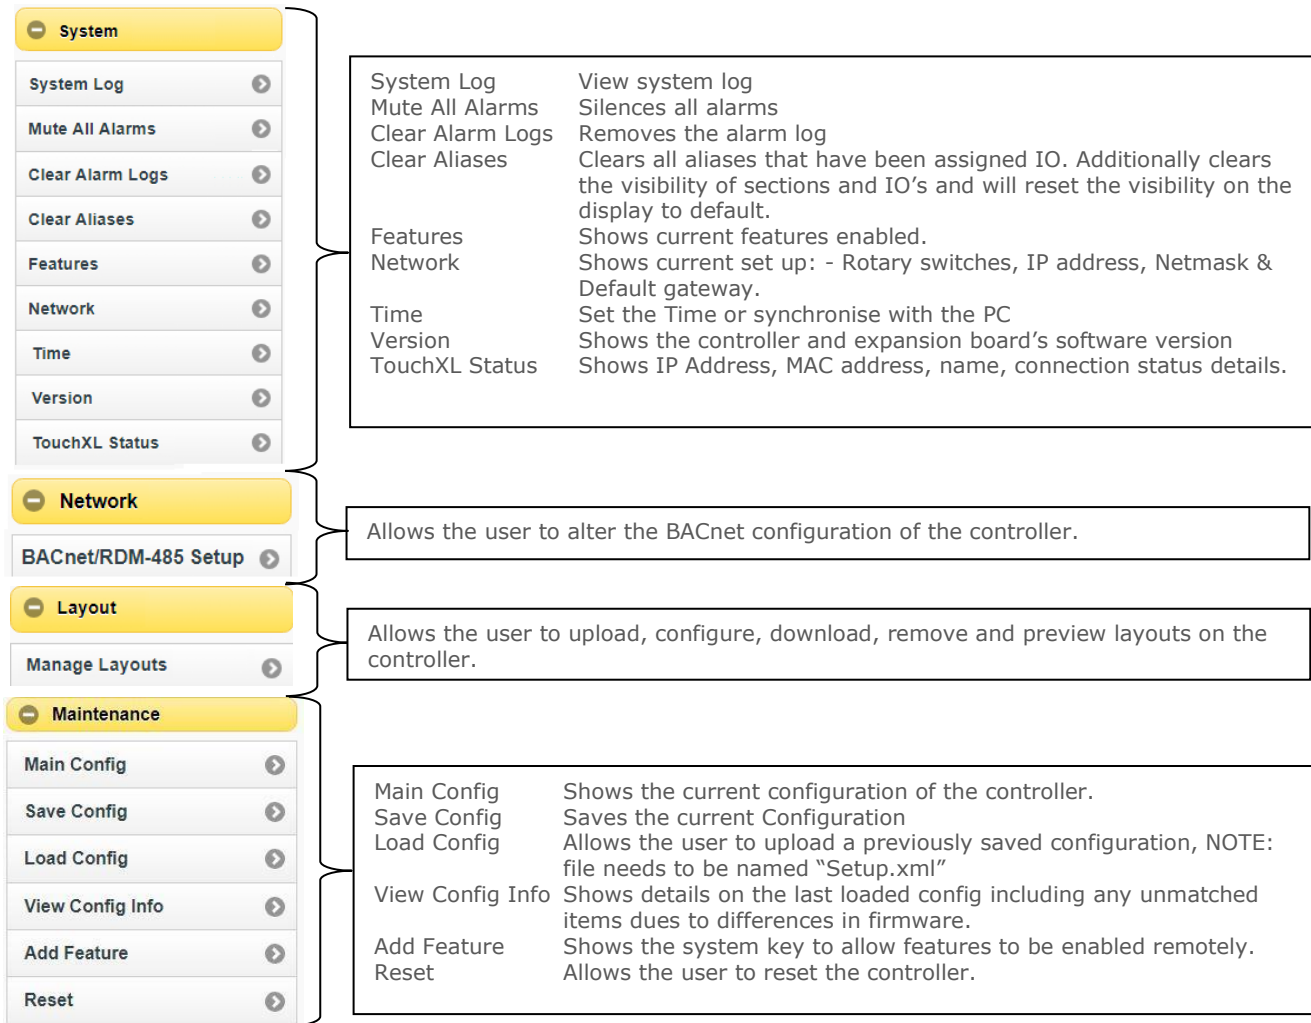 System
System Log
Mute All Alarms
Clear Alarm Logs
Clear Aliases
Features
Network
Time
Version
TouchXL Status
System Log View system log
Mute All Alarms Silences all alarms
Clear Alarm Logs Removes the alarm log
Clear Aliases Clears all aliases that have been assigned IO. Additionally clears
the visibility of sections and IO's and will reset the visibility on the
display to default.
Features Shows current features enabled.
Network Shows current set up: - Rotary switches, IP address, Netmask &
Default gateway.
Time Set the Time or synchronise with the PC
Version Shows the controller and expansion board's software version
TouchXL Status Shows IP Address, MAC address, name, connection status details.
Network
BACnet/RDM-485 Setup
Allows the user to alter the BACnet configuration of the controller.
Layout
Manage Layouts
Allows the user to upload, configure, download, remove and preview layouts on the
controller.
Maintenance
Main Config
Save Config
Load Config
View Config Info
Add Feature
Reset
Main Config Shows the current configuration of the controller.
Save Config Saves the current Configuration
Load Config Allows the user to upload a previously saved configuration, NOTE:
file needs to be named “Setup.xml”
View Config Info Shows details on the last loaded config including any unmatched
items dues to differences in firmware.
Add Feature Shows the system key to allow features to be enabled remotely.
Reset Allows the user to reset the controller.